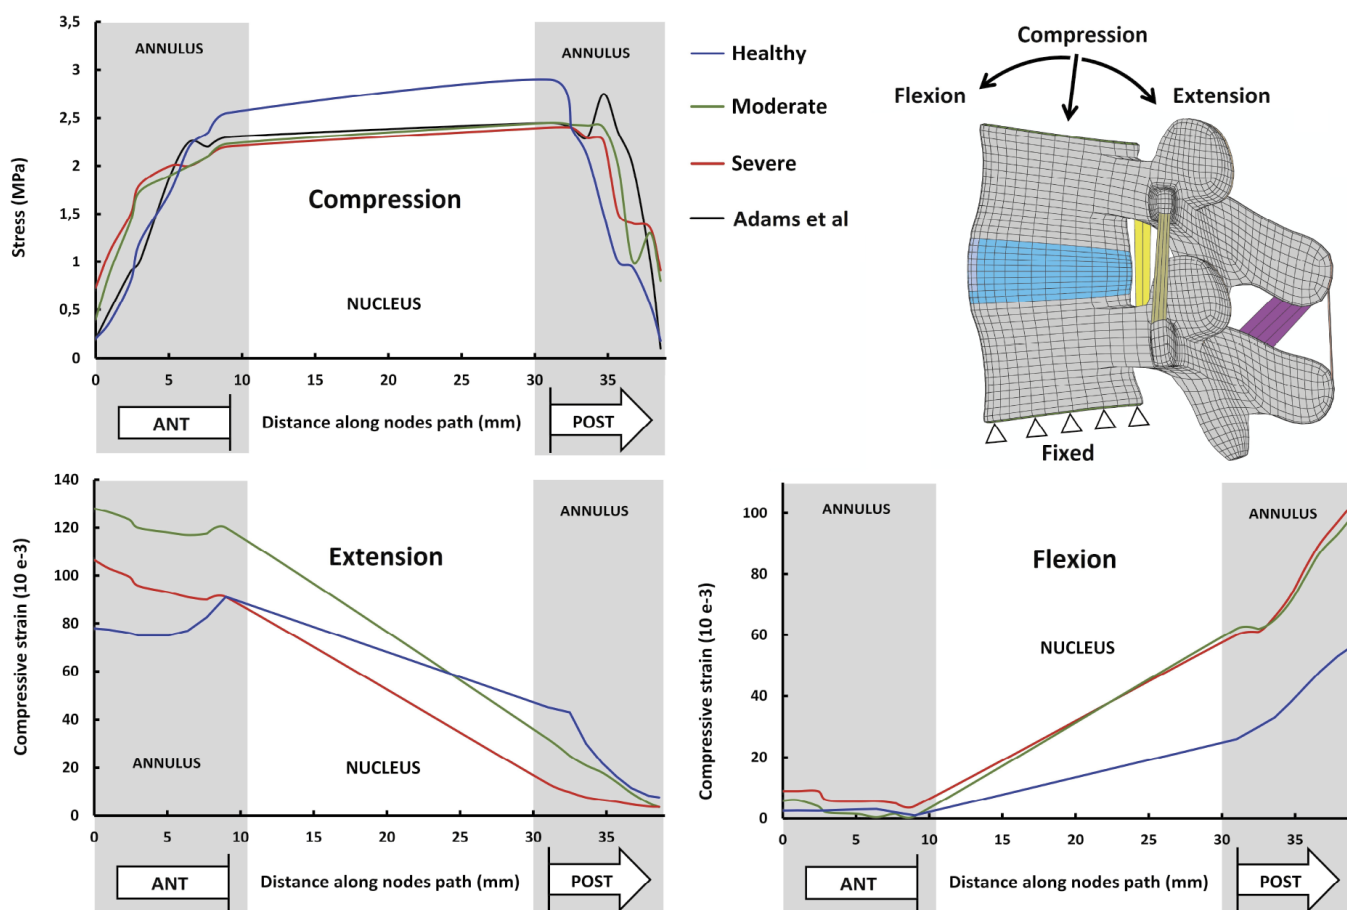 3,5
3
2,5
2
1,5
1
0,5
0
Stress (MPa)
ANNULUS
ANNULUS
Compression
NUCLEUS
0 5 10 15 20 25 30 35
ANT
Distance along nodes path (mm)
POST
Healthy
Moderate
Severe
Adams et al
Compression
Flexion
Extension
Fixed
140
120
100
80
60
40
20
0
Compressive strain (10 e-3)
ANNULUS
Extension
ANNULUS
NUCLEUS
0 5 10 15 20 25 30 35
ANT
Distance along nodes path (mm)
POST
100
80
60
40
20
0
Compressive strain (10 e-3)
ANNULUS
ANNULUS
Flexion
NUCLEUS
0 5 10 15 20 25 30 35
ANT
Distance along nodes path (mm)
POST